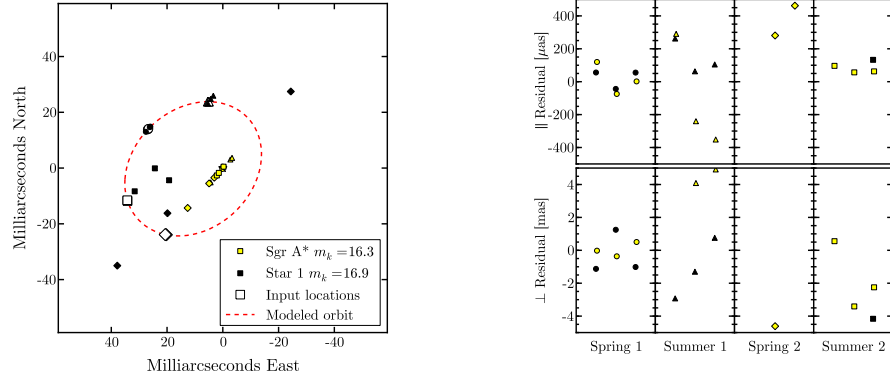 Milliarcseconds North
40
20
0
-20
-40
Sgr A* m_k = 16.3
Star 1 m_k = 16.9
Input locations
Modeled orbit
40 20 0 -20 -40
Milliarcseconds East
∥ Residual [μas]
400
200
0
-200
-400
⊥ Residual [mas]
4
2
0
-2
-4
Spring 1 Summer 1 Spring 2 Summer 2